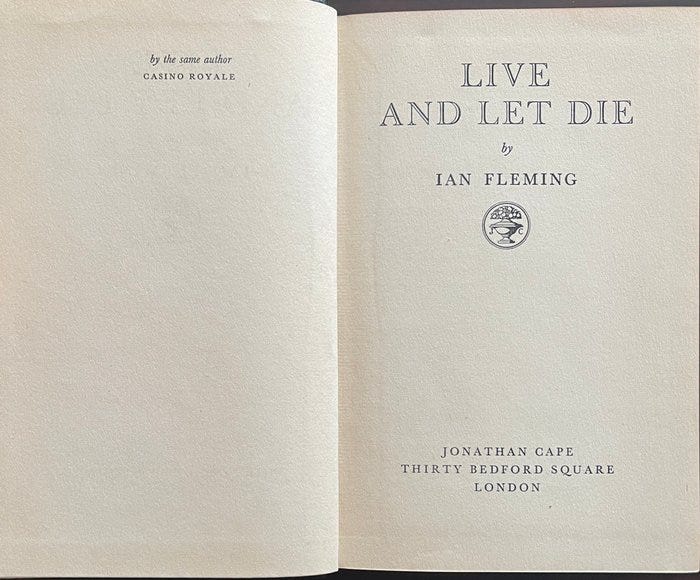 by the same author
CASINO ROYALE
LIVE
AND LET DIE
by
IAN FLEMING
J C
JONATHAN CAPE
THIRTY BEDFORD SQUARE
LONDON